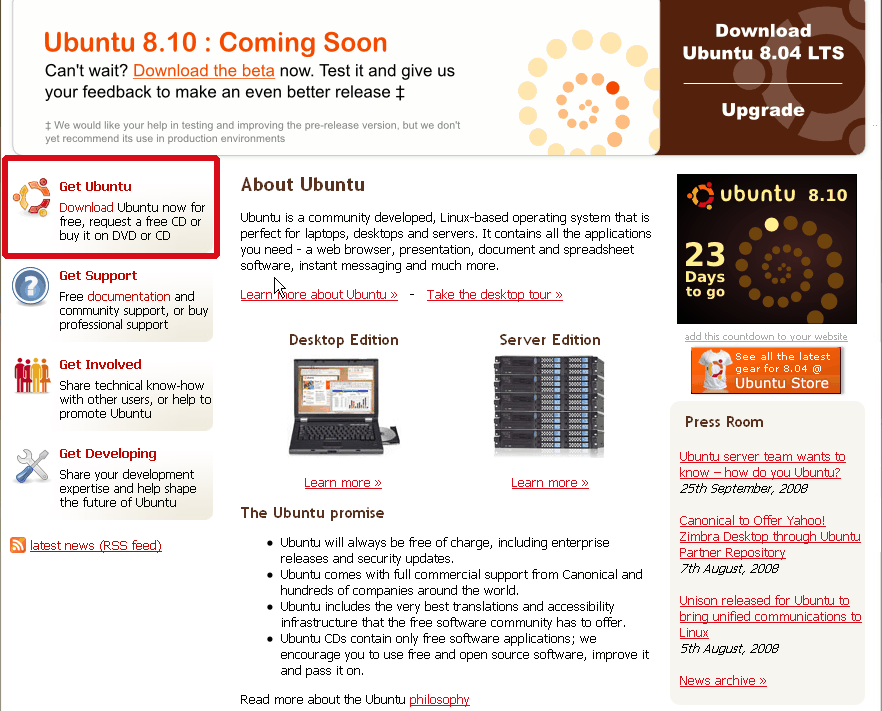 Ubuntu 8.10 : Coming Soon
Can't wait? Download the beta now. Test it and give us
your feedback to make an even better release ‡
‡ We would like your help in testing and improving the pre-release version, but we don't
yet recommend its use in production environments
Download
Ubuntu 8.04 LTS
Upgrade
Get Ubuntu
Download Ubuntu now for
free, request a free CD or
buy it on DVD or CD
Get Support
Free documentation and
community support, or buy
professional support
Get Involved
Share technical know-how
with other users, or help to
promote Ubuntu
Get Developing
Share your development
expertise and help shape
the future of Ubuntu
latest news (RSS feed)
About Ubuntu
Ubuntu is a community developed, Linux-based operating system that is
perfect for laptops, desktops and servers. It contains all the applications
you need - a web browser, presentation, document and spreadsheet
software, instant messaging and much more.
Learn more about Ubuntu » - Take the desktop tour »
Desktop Edition
Learn more »
Server Edition
Learn more »
The Ubuntu promise
• Ubuntu will always be free of charge, including enterprise
releases and security updates.
• Ubuntu comes with full commercial support from Canonical and
hundreds of companies around the world.
• Ubuntu includes the very best translations and accessibility
infrastructure that the free software community has to offer.
• Ubuntu CDs contain only free software applications; we
encourage you to use free and open source software, improve it
and pass it on.
Read more about the Ubuntu philosophy
ubuntu 8.10
23
Days
to go
add this countdown to your website
See all the latest
gear for 8.04 @
Ubuntu Store
Press Room
Ubuntu server team wants to
know – how do you Ubuntu?
25th September, 2008
Canonical to Offer Yahoo!
Zimbra Desktop through Ubuntu
Partner Repository
7th August, 2008
Unison released for Ubuntu to
bring unified communications to
Linux
5th August, 2008
News archive »